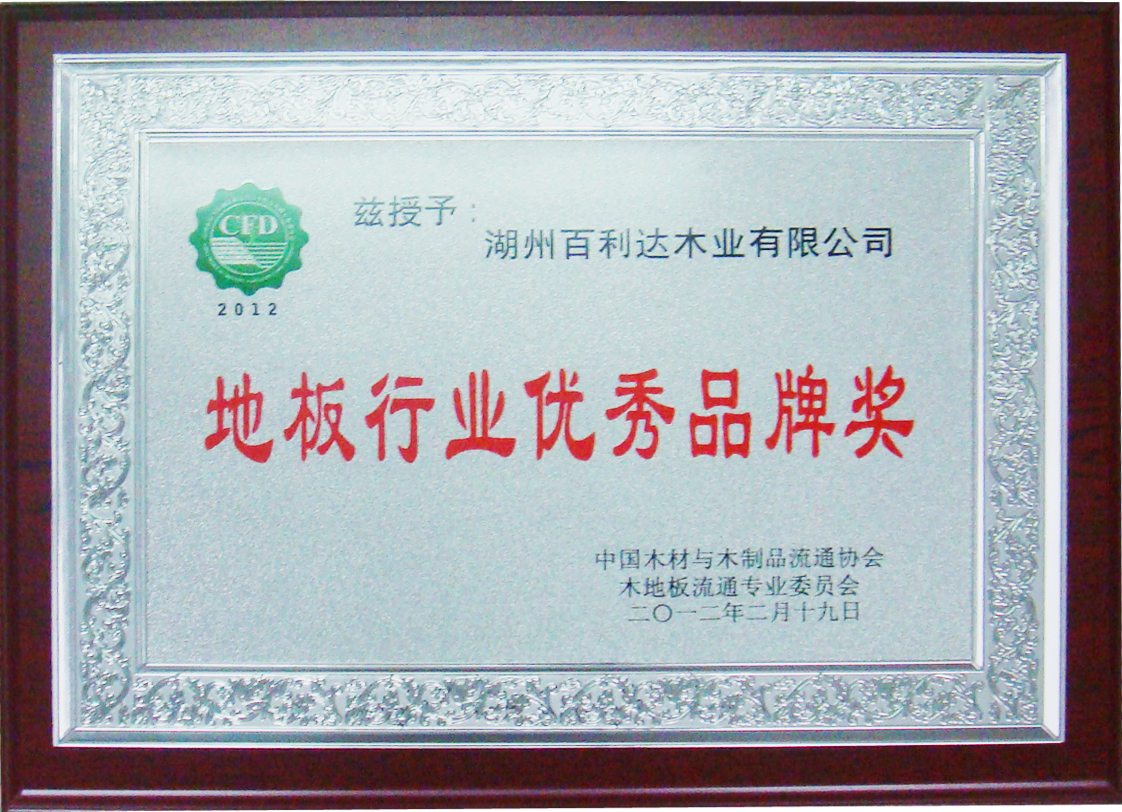 CFD
2012
兹授予：
湖州百利达木业有限公司
地板行业优秀品牌奖
中国木材与木制品流通协会
木地板流通专业委员会
二〇一二年二月十九日